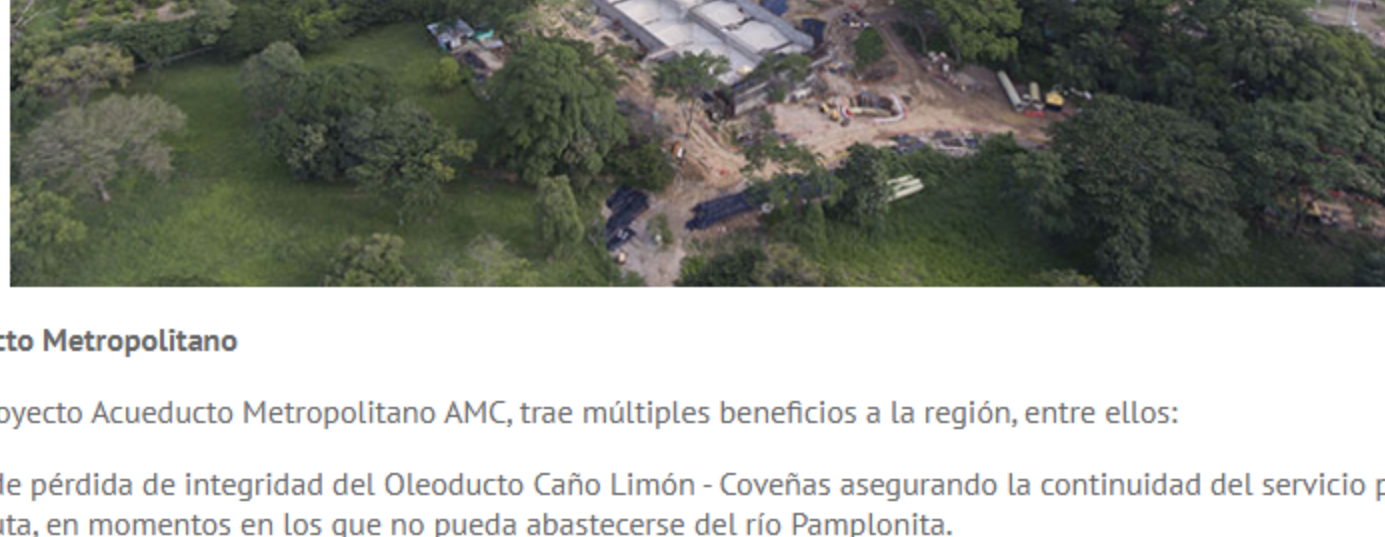 cto Metropolitano
oyecto Acueducto Metropolitano AMC, trae múltiples beneficios a la región, entre ellos:
de pérdida de integridad del Oleoducto Caño Limón - Coveñas asegurando la continuidad del servicio p
uta, en momentos en los que no pueda abastecerse del río Pamplonita.